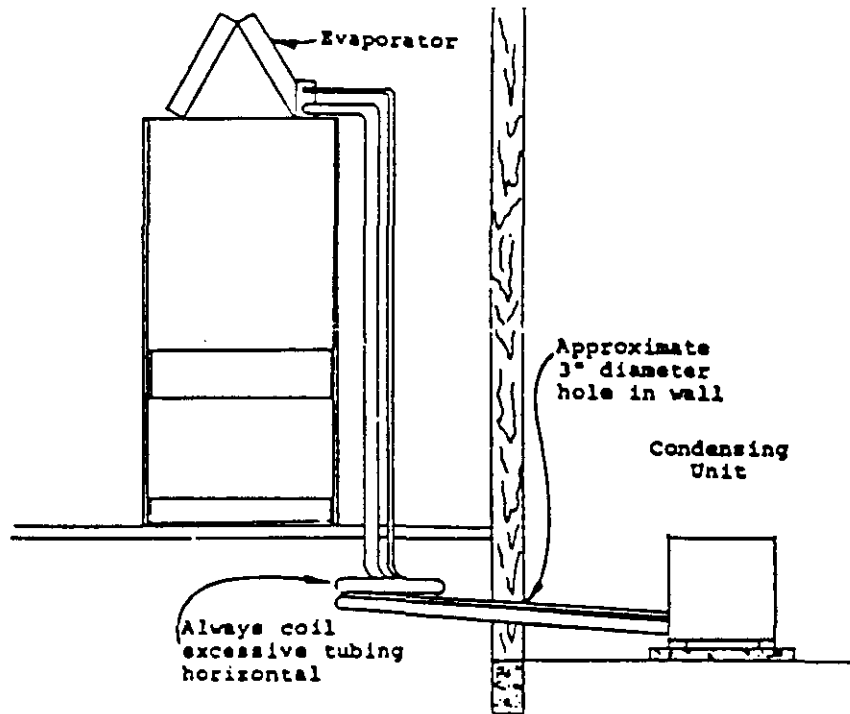 Evaporator
Approximate
3" diameter
hole in wall
Condensing
Unit
Always coil
excessive tubing
horizontal